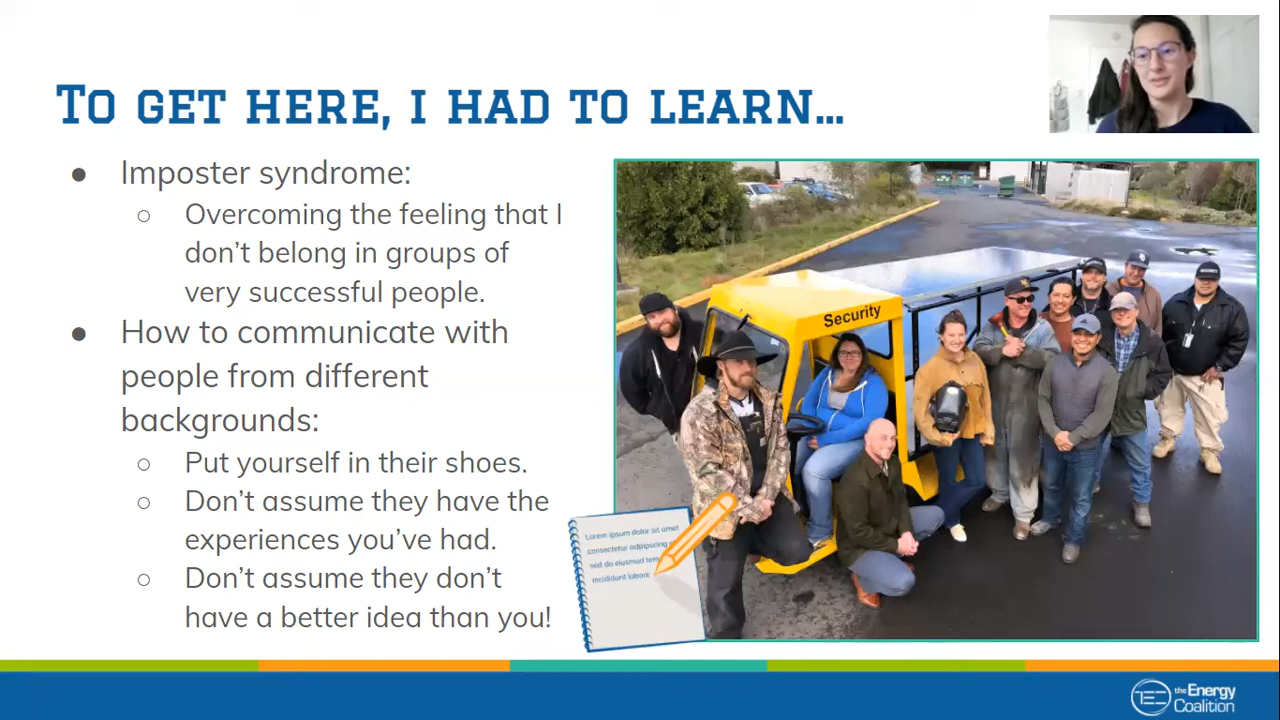 To get here, I had to learn…
● Imposter syndrome:
○ Overcoming the feeling that I
don’t belong in groups of
very successful people.
● How to communicate with
people from different
backgrounds:
○ Put yourself in their shoes.
○ Don’t assume they have the
experiences you’ve had.
○ Don’t assume they don’t
have a better idea than you!
Security
Lorem ipsum dolor sit amet
consectetur adipiscing
sed do eiusmod tem
incididunt labore
the Energy
Coalition